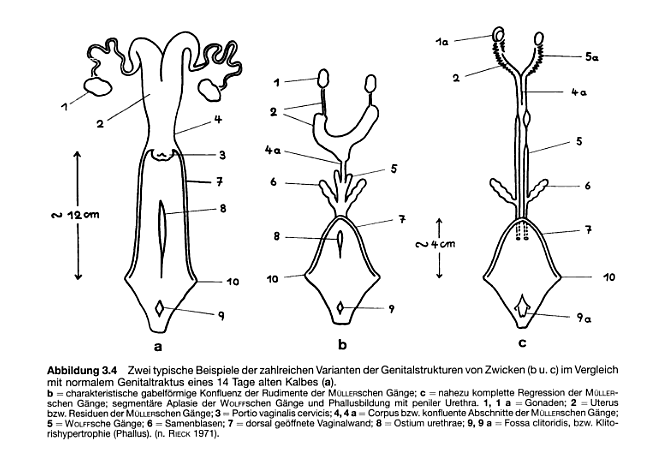 1a
5a
1
2
4a
1
2
2
4
4a
5
5
3
6
6
7
~ 12 cm
8
7
7
8
~ 4 cm
10
10
10
9
9
9a
a
b
c
Abbildung 3.4 Zwei typische Beispiele der zahlreichen Varianten der Genitalstrukturen von Zwicken (b u. c) im Vergleich
mit normalem Genitaltraktus eines 14 Tage alten Kalbes (a).
b = charakteristische gabelförmige Konfluenz der Rudimente der MÜLLERschen Gänge; c = nahezu komplette Regression der MÜLLER-
schen Gänge; segmentäre Aplasie der WOLFFschen Gänge und Phallusbildung mit peniler Urethra. 1, 1 a = Gonaden; 2 = Uterus
bzw. Residuen der MÜLLERschen Gänge; 3 = Portio vaginalis cervicis; 4, 4 a = Corpus bzw. konfluente Abschnitte der MÜLLERschen Gänge;
5 = WOLFFsche Gänge; 6 = Samenblasen; 7 = dorsal geöffnete Vaginalwand; 8 = Ostium urethrae; 9, 9 a = Fossa clitoridis, bzw. Klito-
rishypertrophie (Phallus). (n. RIECK 1971).